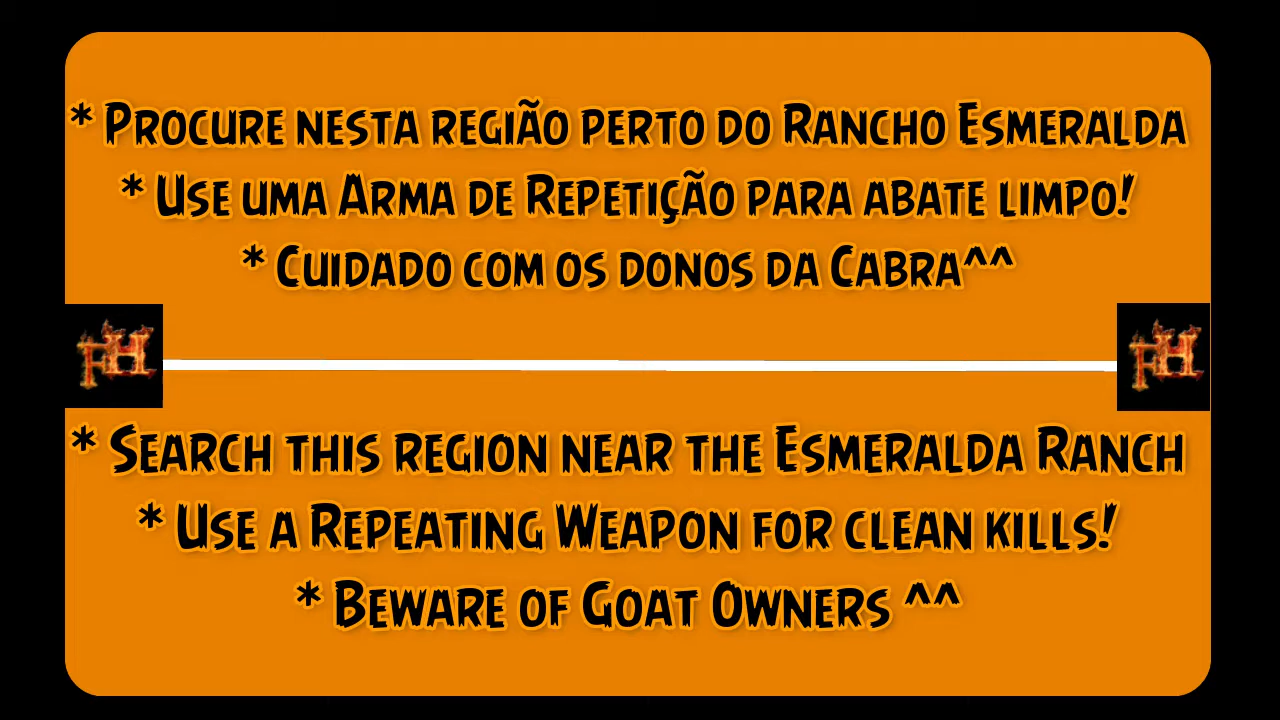 * Procure nesta região perto do Rancho Esmeralda
* Use uma Arma de Repetição para abate limpo!
* Cuidado com os donos da Cabra^^
FH FH
* Search this region near the Esmeralda Ranch
* Use a Repeating Weapon for clean kills!
* Beware of Goat Owners ^^